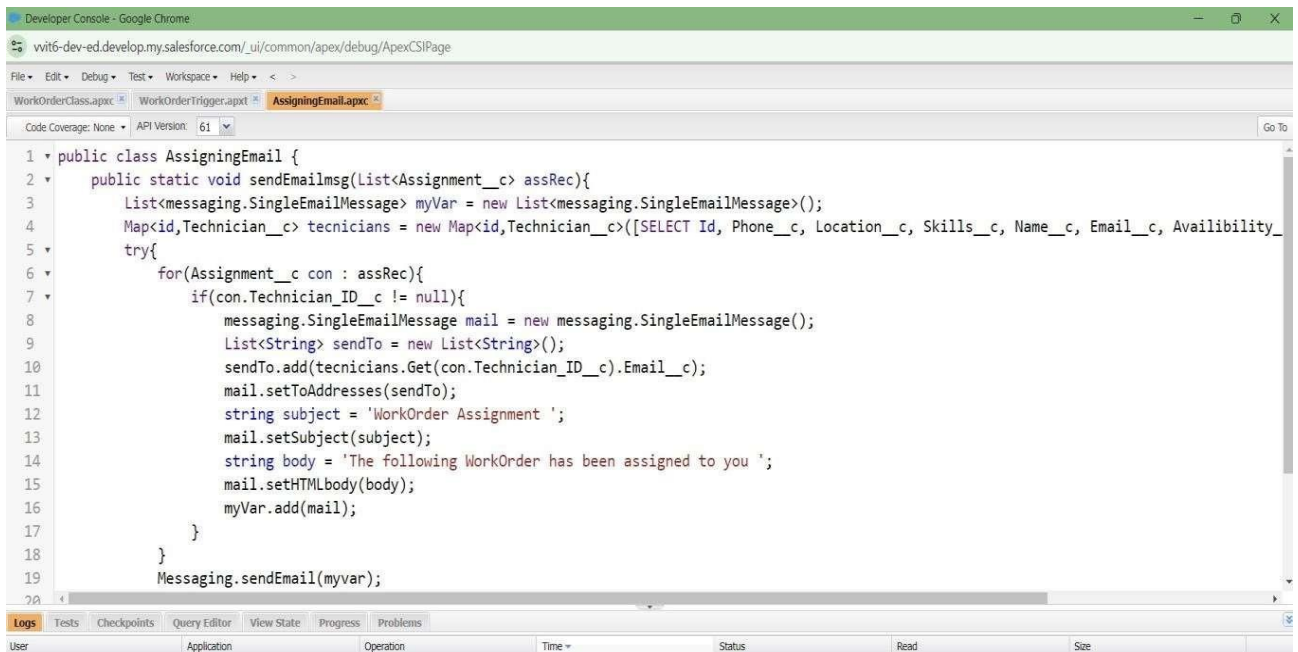 Developer Console - Google Chrome
vvit6-dev-ed.develop.my.salesforce.com/_ui/common/apex/debug/ApexCSIPage
File Edit Debug Test Workspace Help < >
WorkOrderClass.apxc WorkOrderTrigger.apxt AssigningEmail.apxc
Code Coverage: None API Version: 61 Go To
1 public class AssigningEmail {
2 public static void sendEmailmsg(List<Assignment__c> assRec){
3 List<messaging.SingleEmailMessage> myVar = new List<messaging.SingleEmailMessage>();
4 Map<id,Technician__c> tecnicians = new Map<id,Technician__c>([SELECT Id, Phone__c, Location__c, Skills__c, Name__c, Email__c, Availibility_
5 try{
6 for(Assignment__c con : assRec){
7 if(con.Technician_ID__c != null){
8 messaging.SingleEmailMessage mail = new messaging.SingleEmailMessage();
9 List<String> sendTo = new List<String>();
10 sendTo.add(tecnicians.Get(con.Technician_ID__c).Email__c);
11 mail.setToAddresses(sendTo);
12 string subject = 'WorkOrder Assignment ';
13 mail.setSubject(subject);
14 string body = 'The following WorkOrder has been assigned to you ';
15 mail.setHTMLbody(body);
16 myVar.add(mail);
17 }
18 }
19 Messaging.sendEmail(myvar);
20
Logs Tests Checkpoints Query Editor View State Progress Problems
User Application Operation Time Status Read Size